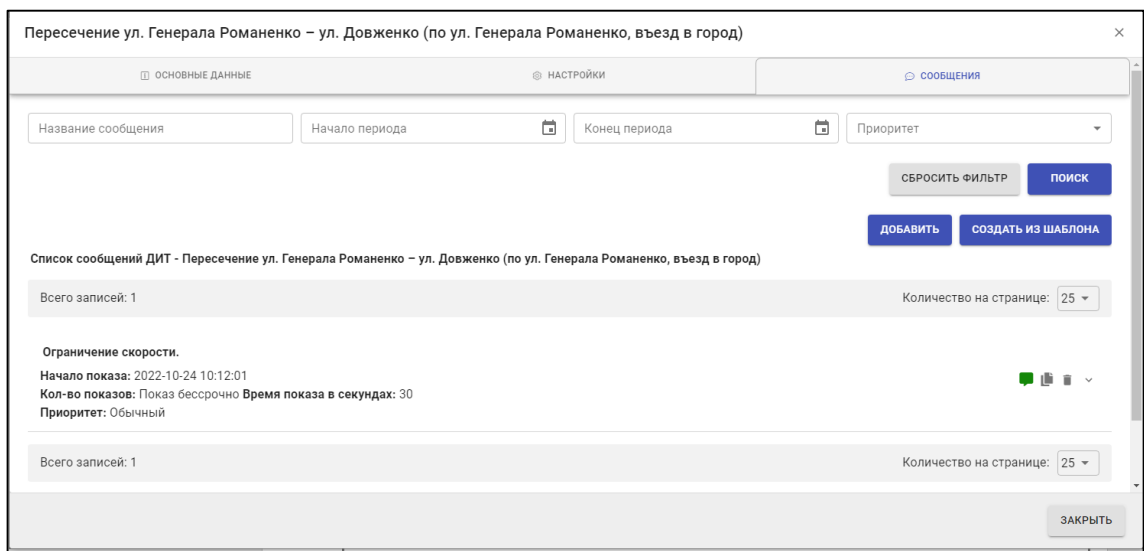 Пересечение ул. Генерала Романенко – ул. Довженко (по ул. Генерала Романенко, въезд в город)
ОСНОВНЫЕ ДАННЫЕ НАСТРОЙКИ СООБЩЕНИЯ
Название сообщения Начало периода Конец периода Приоритет
СБРОСИТЬ ФИЛЬТР ПОИСК
ДОБАВИТЬ СОЗДАТЬ ИЗ ШАБЛОНА
Список сообщений ДИТ - Пересечение ул. Генерала Романенко – ул. Довженко (по ул. Генерала Романенко, въезд в город)
Всего записей: 1 Количество на странице: 25
Ограничение скорости.
Начало показа: 2022-10-24 10:12:01
Кол-во показов: Показ бессрочно Время показа в секундах: 30
Приоритет: Обычный
Всего записей: 1 Количество на странице: 25
ЗАКРЫТЬ